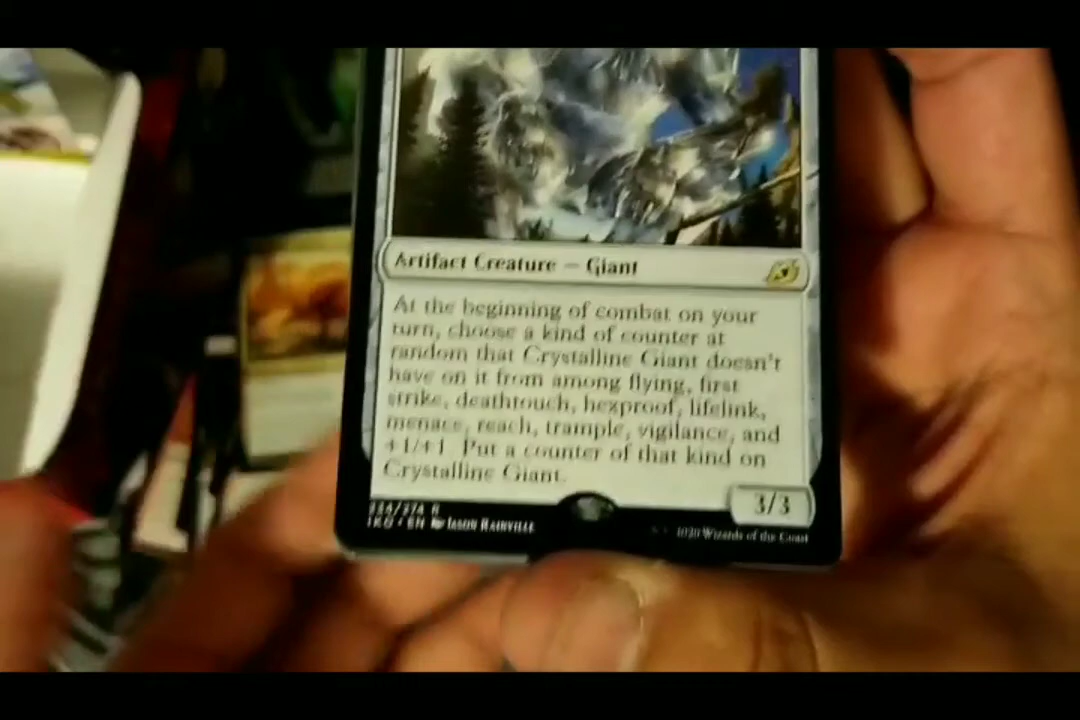 Artifact Creature — Giant
At the beginning of combat on your
turn, choose a kind of counter at
random that Crystalline Giant doesn't
have on it from among flying, first
strike, deathtouch, hexproof, lifelink,
menace, reach, trample, vigilance, and
+1/+1. Put a counter of that kind on
Crystalline Giant.
3/3
234/274 R
IKO • EN Jason Rainville
2020 Wizards of the Coast